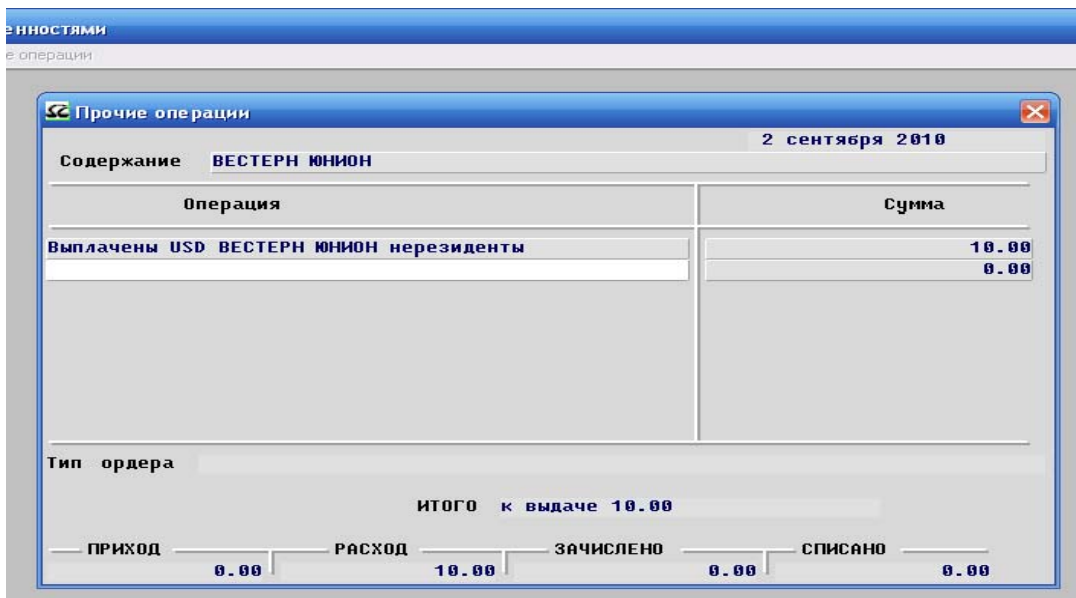 енностями
е операции
SC Прочие операции
2 сентября 2010
Содержание ВЕСТЕРН ЮНИОН
Операция Сумма
Выплачены USD ВЕСТЕРН ЮНИОН нерезиденты 10.00
0.00
Тип ордера
ИТОГО к выдаче 10.00
ПРИХОД РАСХОД ЗАЧИСЛЕНО СПИСАНО
0.00 10.00 0.00 0.00